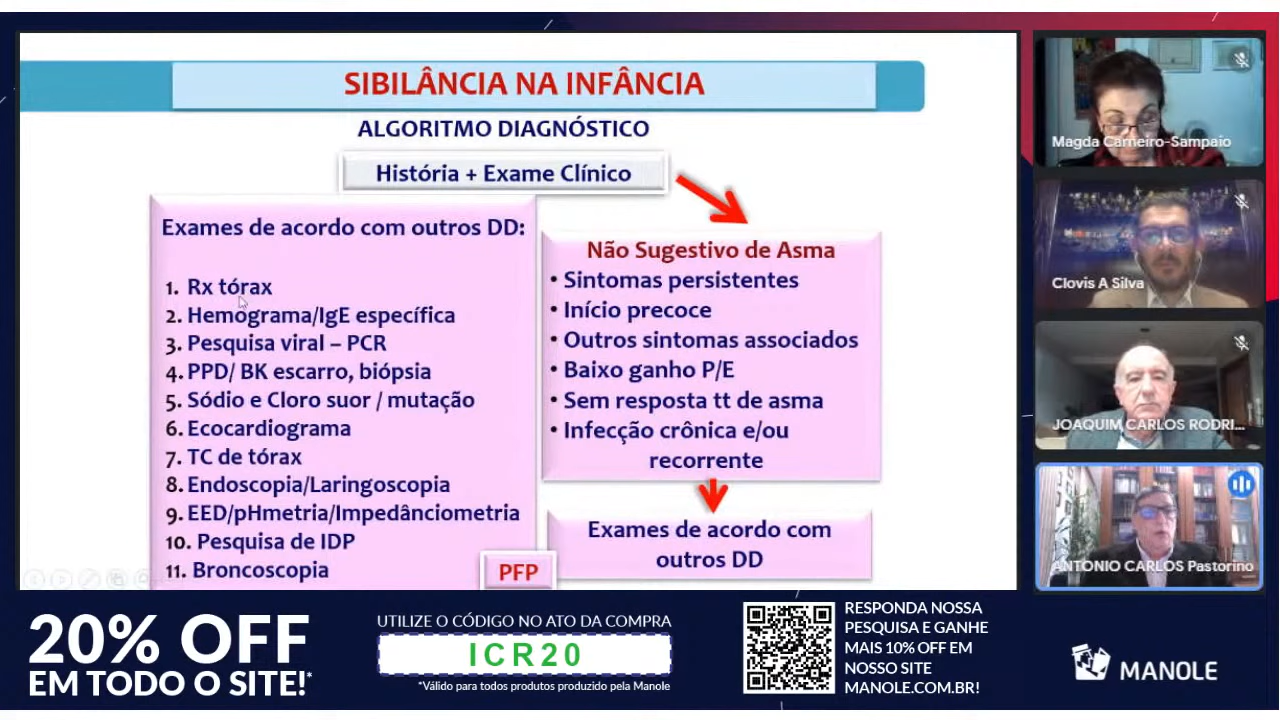 SIBILÂNCIA NA INFÂNCIA
ALGORITMO DIAGNÓSTICO
História + Exame Clínico
Exames de acordo com outros DD:
1. Rx tórax
2. Hemograma/IgE específica
3. Pesquisa viral – PCR
4. PPD/ BK escarro, biópsia
5. Sódio e Cloro suor / mutação
6. Ecocardiograma
7. TC de tórax
8. Endoscopia/Laringoscopia
9. EED/pHmetria/Impedânciometria
10. Pesquisa de IDP
11. Broncoscopia
PFP
Não Sugestivo de Asma
• Sintomas persistentes
• Início precoce
• Outros sintomas associados
• Baixo ganho P/E
• Sem resposta tt de asma
• Infecção crônica e/ou
recorrente
Exames de acordo com
outros DD
Magda Carneiro-Sampaio
Clovis A Silva
JOAQUIM CARLOS RODRI...
ANTONIO CARLOS Pastorino
20% OFF
EM TODO O SITE!*
UTILIZE O CÓDIGO NO ATO DA COMPRA
ICR20
*Válido para todos produtos produzido pela Manole
RESPONDA NOSSA
PESQUISA E GANHE
MAIS 10% OFF EM
NOSSO SITE
MANOLE.COM.BR!
MANOLE